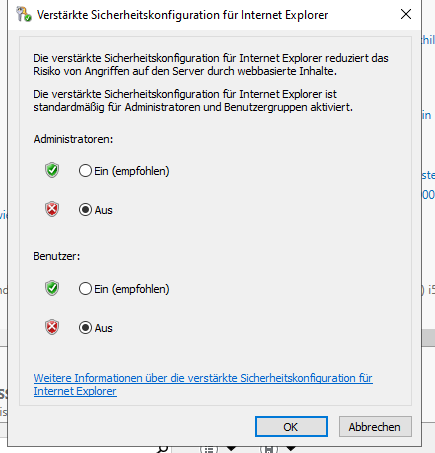 Verstärkte Sicherheitskonfiguration für Internet Explorer
Die verstärkte Sicherheitskonfiguration für Internet Explorer reduziert das
Risiko von Angriffen auf den Server durch webbasierte Inhalte.
Die verstärkte Sicherheitskonfiguration für Internet Explorer ist
standardmäßig für Administratoren und Benutzergruppen aktiviert.
Administratoren:
Ein (empfohlen)
Aus
Benutzer:
Ein (empfohlen)
Aus
Weitere Informationen über die verstärkte Sicherheitskonfiguration für
Internet Explorer
OK
Abbrechen